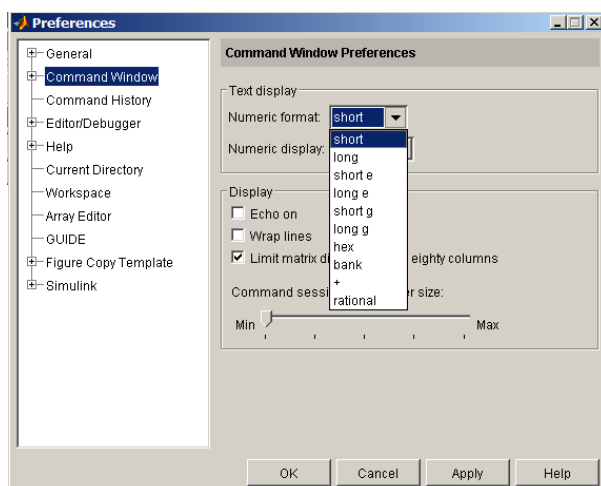 Preferences
General
Command Window
Command History
Editor/Debugger
Help
Current Directory
Workspace
Array Editor
GUIDE
Figure Copy Template
Simulink
Command Window Preferences
Text display
Numeric format: short
Numeric display:
short
long
short e
long e
short g
long g
hex
bank
+
rational
Display
Echo on
Wrap lines
Limit matrix di eighty columns
Command sessi r size:
Min Max
OK Cancel Apply Help